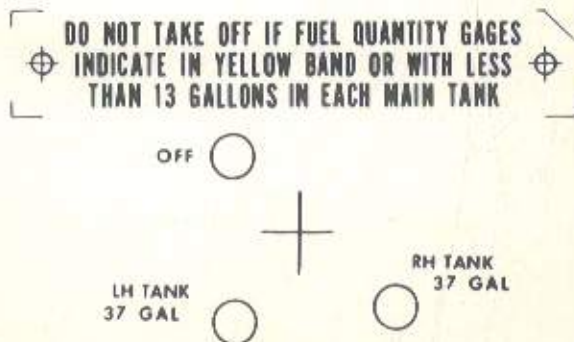 DO NOT TAKE OFF IF FUEL QUANTITY GAGES
INDICATE IN YELLOW BAND OR WITH LESS
THAN 13 GALLONS IN EACH MAIN TANK
OFF
LH TANK
37 GAL
RH TANK
37 GAL